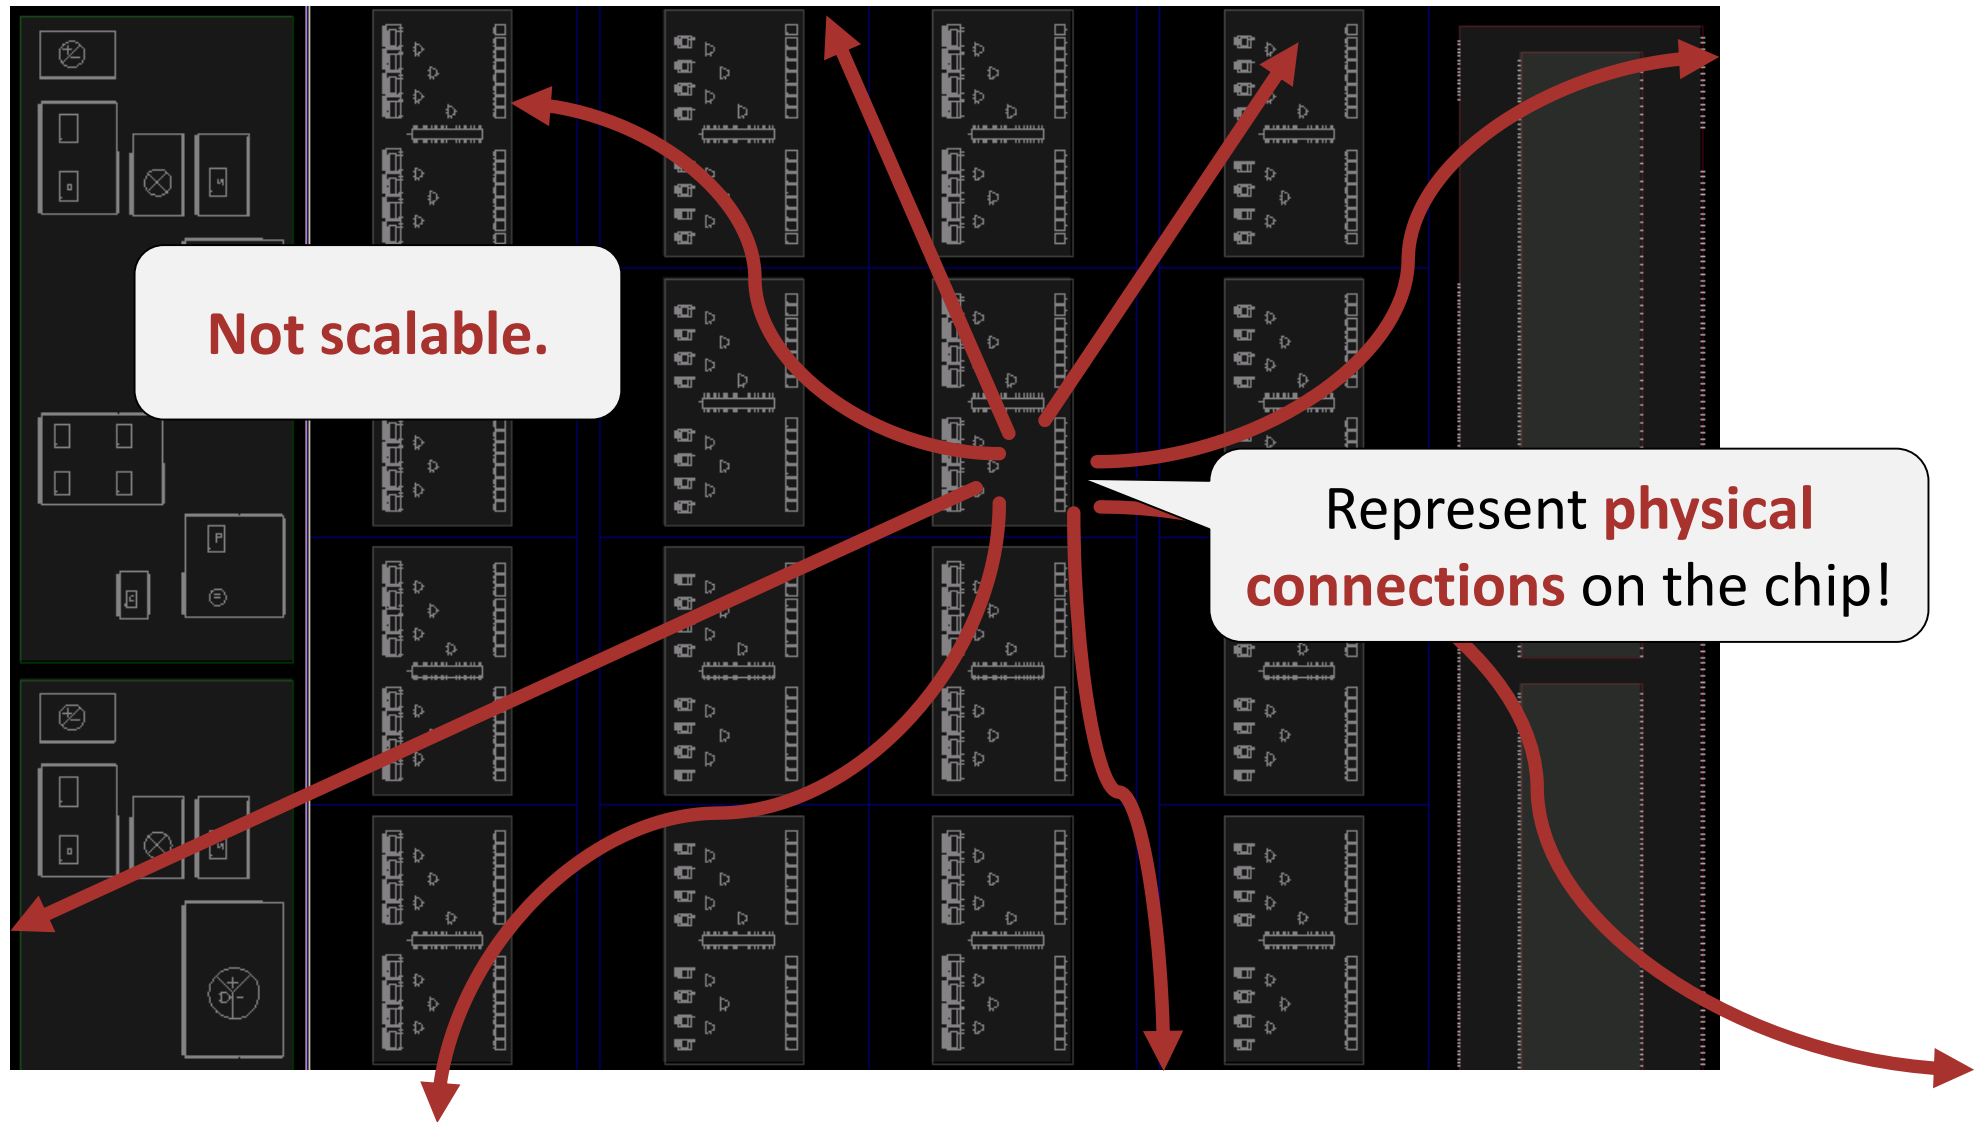 Not scalable.
Represent physical
connections on the chip!